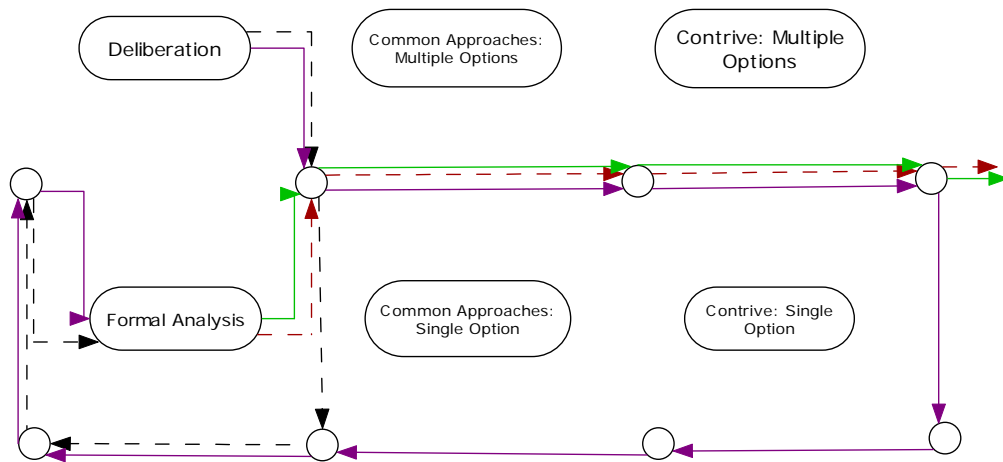 Deliberation
Common Approaches:
Multiple Options
Contrive: Multiple
Options
Formal Analysis
Common Approaches:
Single Option
Contrive: Single
Option